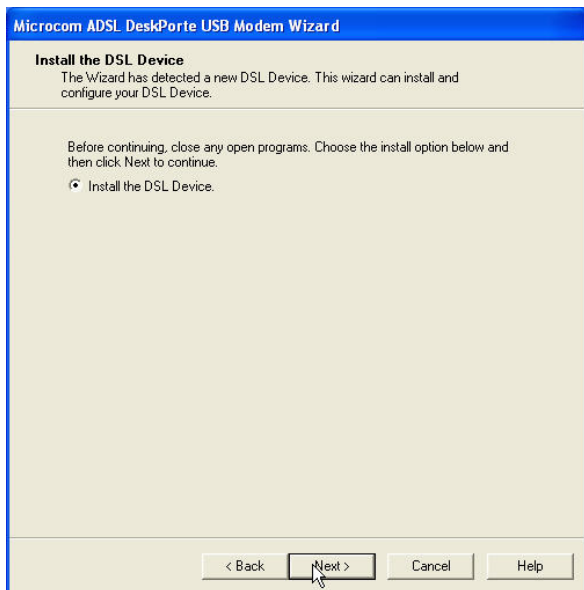 Microcom ADSL DeskPorte USB Modem Wizard
Install the DSL Device
The Wizard has detected a new DSL Device. This wizard can install and
configure your DSL Device.
Before continuing, close any open programs. Choose the install option below and
then click Next to continue.
Install the DSL Device.
< Back Next > Cancel Help